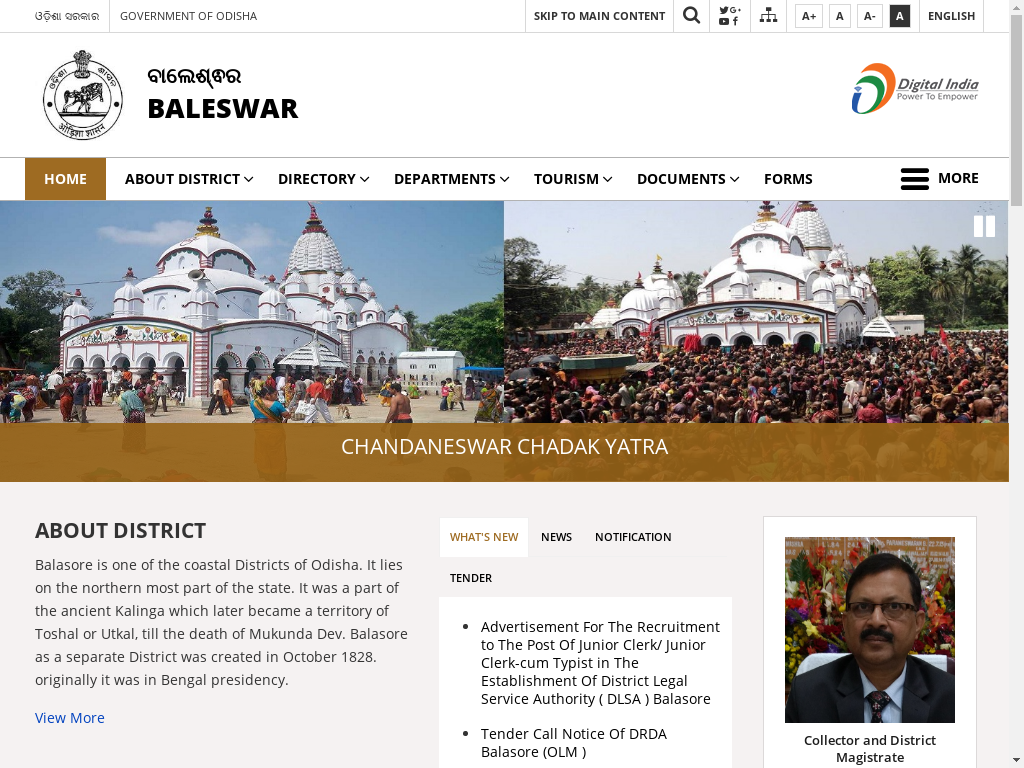 ଓଡ଼ିଶା ସରକାର
GOVERNMENT OF ODISHA
SKIP TO MAIN CONTENT
A+
A
A-
A
ENGLISH
ବାଲେଶ୍ଵର
BALESWAR
Digital India
Power To Empower
HOME
ABOUT DISTRICT
DIRECTORY
DEPARTMENTS
TOURISM
DOCUMENTS
FORMS
MORE
CHANDANESWAR CHADAK YATRA
ABOUT DISTRICT
Balasore is one of the coastal Districts of Odisha. It lies
on the northern most part of the state. It was a part of
the ancient Kalinga which later became a territory of
Toshal or Utkal, till the death of Mukunda Dev. Balasore
as a separate District was created in October 1828.
originally it was in Bengal presidency.
View More
WHAT'S NEW
NEWS
NOTIFICATION
TENDER
Advertisement For The Recruitment
to The Post Of Junior Clerk/ Junior
Clerk-cum Typist in The
Establishment Of District Legal
Service Authority ( DLSA ) Balasore
Tender Call Notice Of DRDA
Balasore (OLM )
Collector and District
Magistrate